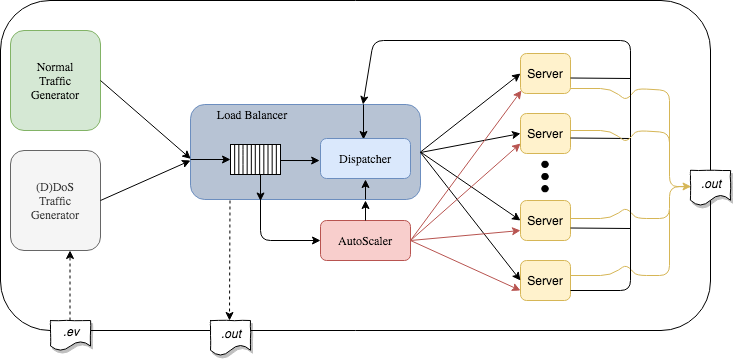 Normal
Traffic
Generator
(D)DoS
Traffic
Generator
Load Balancer
Dispatcher
AutoScaler
Server
Server
Server
Server
.out
.ev
.out